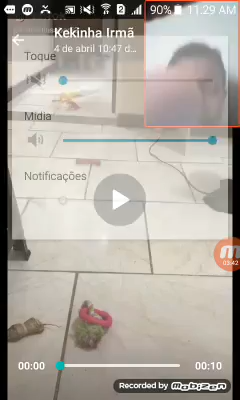 90% 11:29 AM
2
Kekinha Irmã
4 de abril 10:47 d...
Toque
Mídia
Notificações
03:42
00:00
00:10
Recorded by MOBIZEN